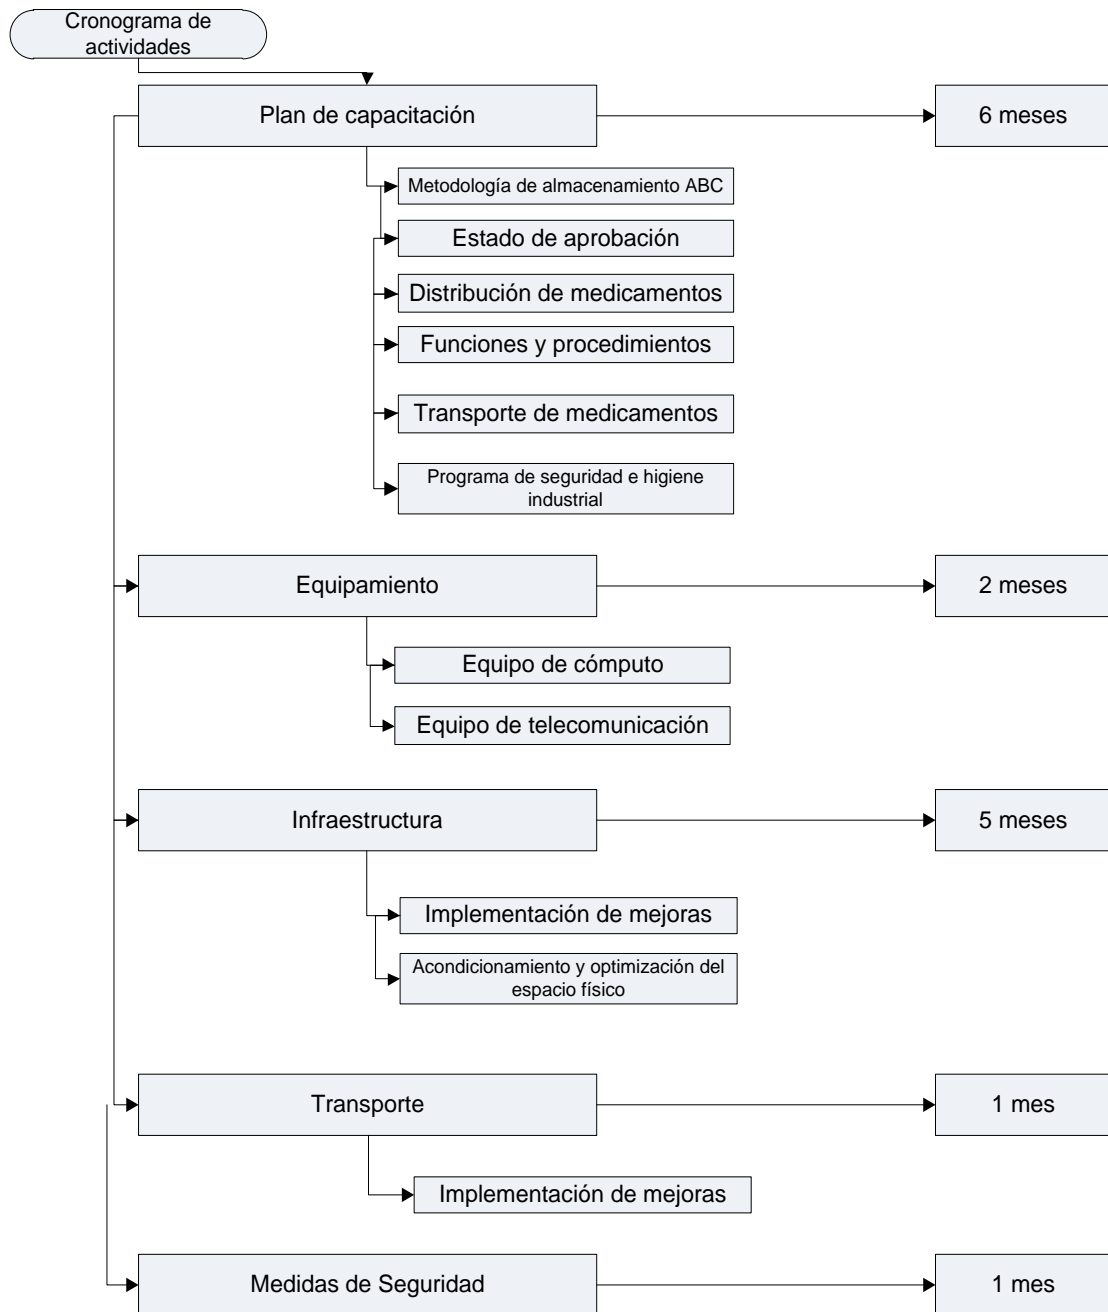 Cronograma de
actividades
Plan de capacitación
6 meses
Metodología de almacenamiento ABC
Estado de aprobación
Distribución de medicamentos
Funciones y procedimientos
Transporte de medicamentos
Programa de seguridad e higiene
industrial
Equipamiento
2 meses
Equipo de cómputo
Equipo de telecomunicación
Infraestructura
5 meses
Implementación de mejoras
Acondicionamiento y optimización del
espacio físico
Transporte
1 mes
Implementación de mejoras
Medidas de Seguridad
1 mes